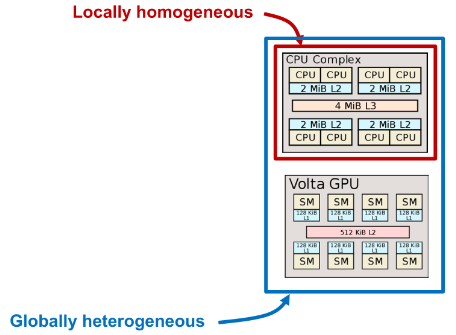 Locally homogeneous
CPU Complex
CPU CPU CPU CPU
2 MiB L2 2 MiB L2
4 MiB L3
2 MiB L2 2 MiB L2
CPU CPU CPU CPU
Volta GPU
SM SM SM SM
128 KiB 128 KiB 128 KiB 128 KiB
L1 L1 L1 L1
512 KiB L2
128 KiB 128 KiB 128 KiB 128 KiB
L1 L1 L1 L1
SM SM SM SM
Globally heterogeneous